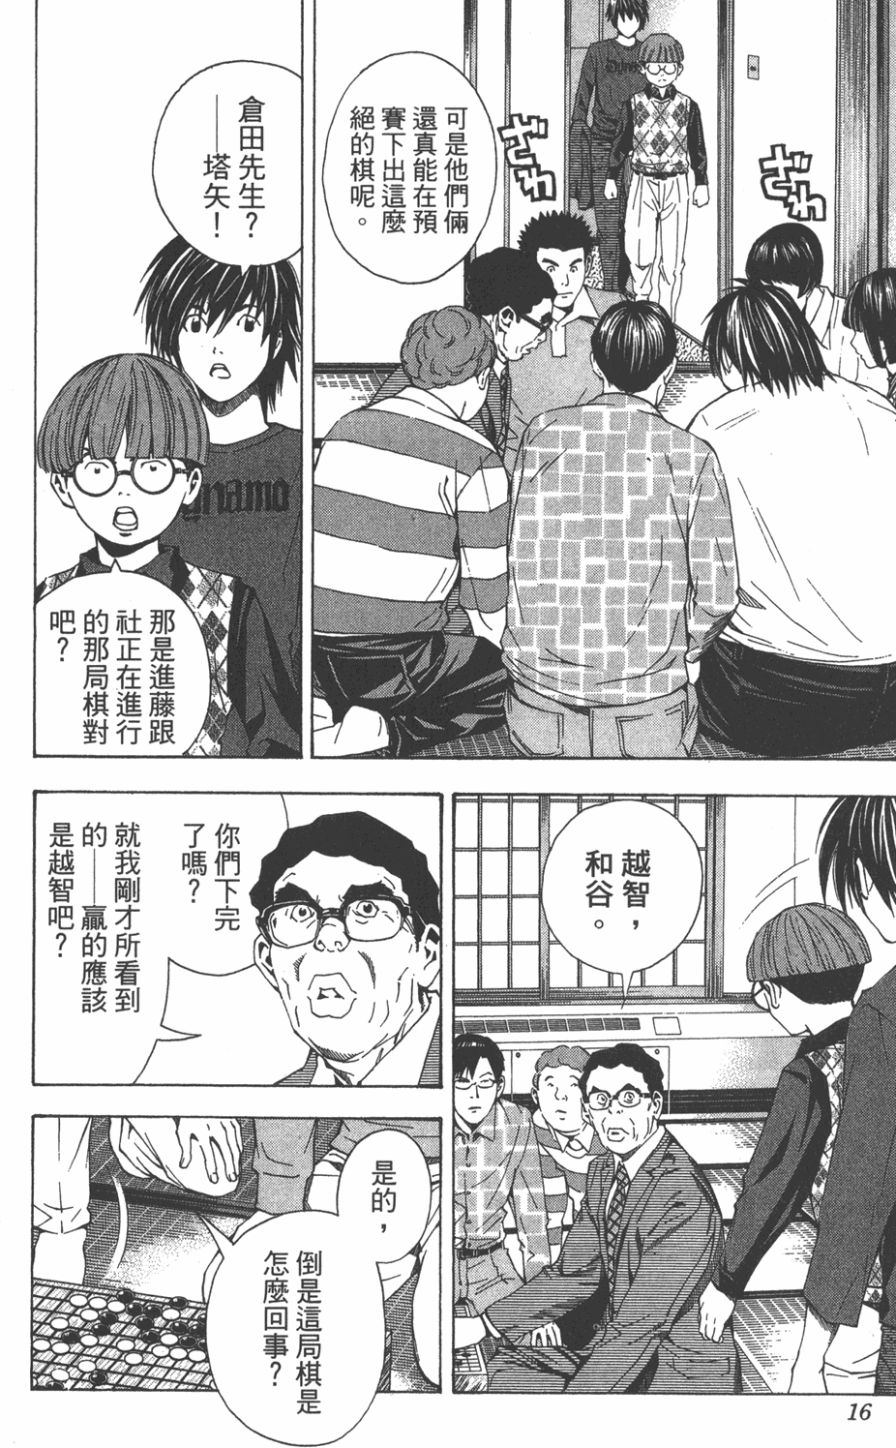 可是他們倆
還真能在預
賽下出這麼
絕的棋呢。
ざわ
ざわ
Dyna
倉田先生？
──塔矢！
ynamo
那是進藤跟
社正在進行
的那局棋對
吧？
越智，
和谷。
你們下完
了嗎？
就我剛才所看到
的──贏的應該
是越智吧？
是的，
倒是這局棋是
怎麼回事？
16